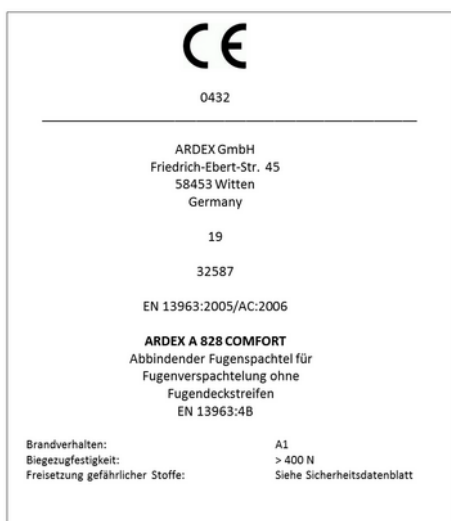 CE
0432
ARDEX GmbH
Friedrich-Ebert-Str. 45
58453 Witten
Germany
19
32587
EN 13963:2005/AC:2006
ARDEX A 828 COMFORT
Abbindender Fugenspachtel für
Fugenverspachtelung ohne
Fugendeckstreifen
EN 13963:4B
Brandverhalten: A1
Biegezugfestigkeit: > 400 N
Freisetzung gefährlicher Stoffe: Siehe Sicherheitsdatenblatt